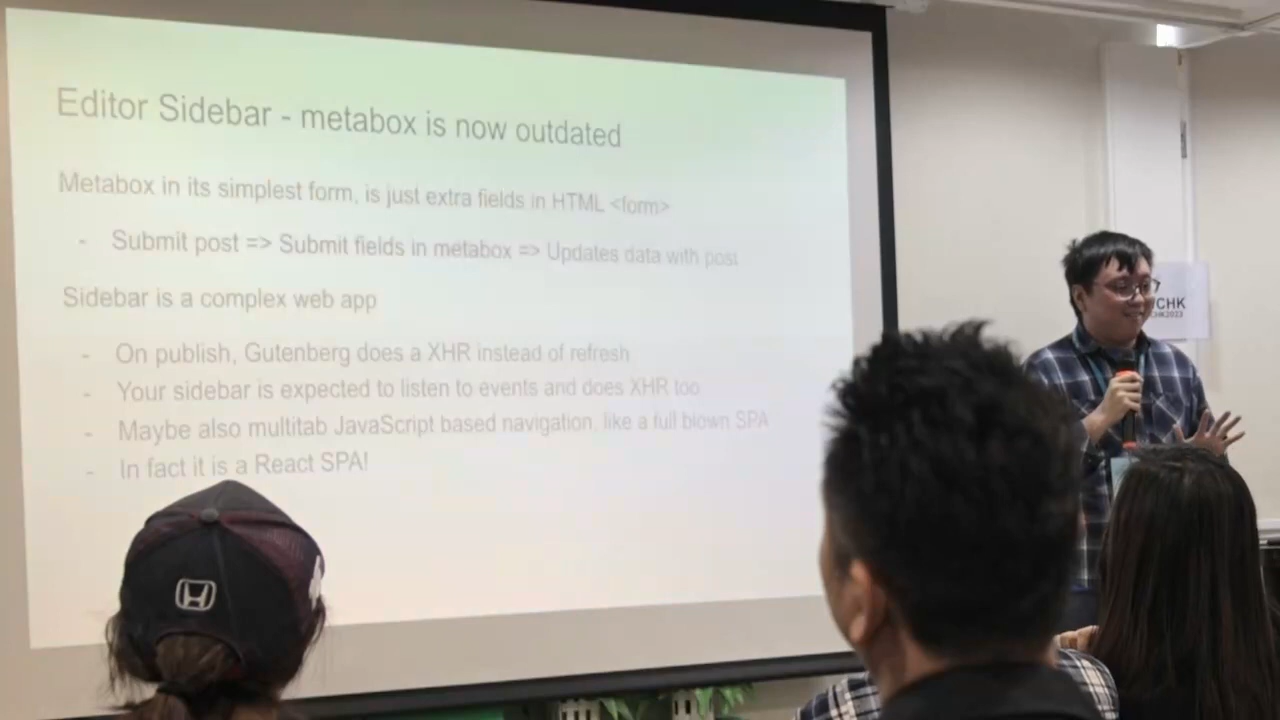 Editor Sidebar - metabox is now outdated
Metabox in its simplest form, is just extra fields in HTML <form>
- Submit post => Submit fields in metabox => Updates data with post
Sidebar is a complex web app
- On publish, Gutenberg does a XHR instead of refresh
- Your sidebar is expected to listen to events and does XHR too
- Maybe also multitab JavaScript based navigation, like a full blown SPA
- In fact it is a React SPA!
CHK
CHK2023